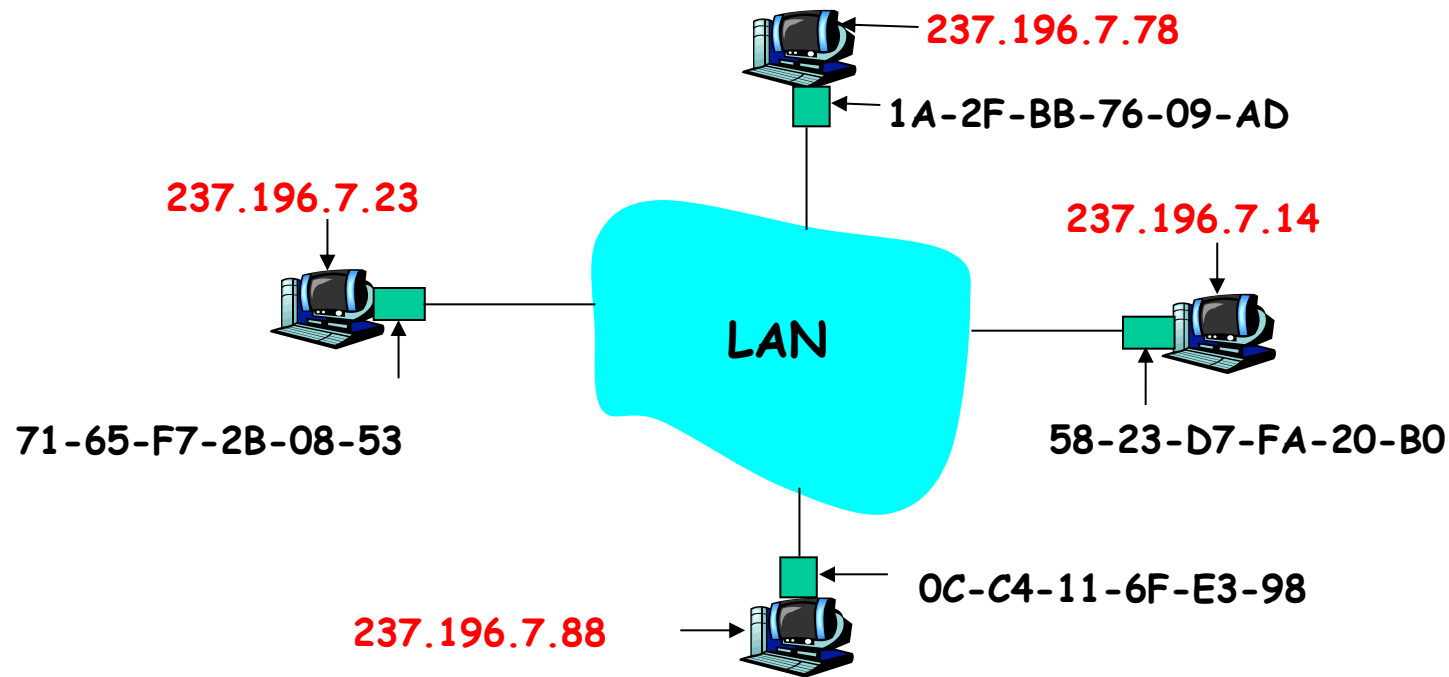 237.196.7.78
1A-2F-BB-76-09-AD
237.196.7.23
237.196.7.14
LAN
71-65-F7-2B-08-53
58-23-D7-FA-20-B0
0C-C4-11-6F-E3-98
237.196.7.88